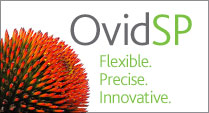 OvidSP
Flexible.
Precise.
Innovative.